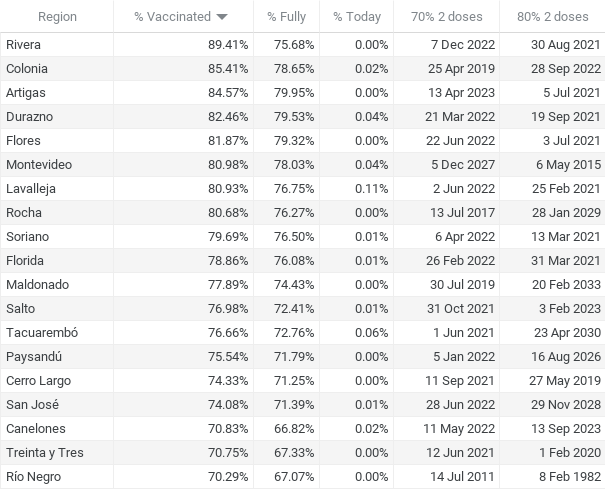 Region % Vaccinated % Fully % Today 70% 2 doses 80% 2 doses
Rivera 89.41% 75.68% 0.00% 7 Dec 2022 30 Aug 2021
Colonia 85.41% 78.65% 0.02% 25 Apr 2019 28 Sep 2022
Artigas 84.57% 79.95% 0.00% 13 Apr 2023 5 Jul 2021
Durazno 82.46% 79.53% 0.04% 21 Mar 2022 19 Sep 2021
Flores 81.87% 79.32% 0.00% 22 Jun 2022 3 Jul 2021
Montevideo 80.98% 78.03% 0.04% 5 Dec 2027 6 May 2015
Lavalleja 80.93% 76.75% 0.11% 2 Jun 2022 25 Feb 2021
Rocha 80.68% 76.27% 0.00% 13 Jul 2017 28 Jan 2029
Soriano 79.69% 76.50% 0.01% 6 Apr 2022 13 Mar 2021
Florida 78.86% 76.08% 0.01% 26 Feb 2022 31 Mar 2021
Maldonado 77.89% 74.43% 0.00% 30 Jul 2019 20 Feb 2033
Salto 76.98% 72.41% 0.01% 31 Oct 2021 3 Feb 2023
Tacuarembó 76.66% 72.76% 0.06% 1 Jun 2021 23 Apr 2030
Paysandú 75.54% 71.79% 0.00% 5 Jan 2022 16 Aug 2026
Cerro Largo 74.33% 71.25% 0.00% 11 Sep 2021 27 May 2019
San José 74.08% 71.39% 0.01% 28 Jun 2022 29 Nov 2028
Canelones 70.83% 66.82% 0.02% 11 May 2022 13 Sep 2023
Treinta y Tres 70.75% 67.33% 0.00% 12 Jun 2021 1 Feb 2020
Río Negro 70.29% 67.07% 0.00% 14 Jul 2011 8 Feb 1982